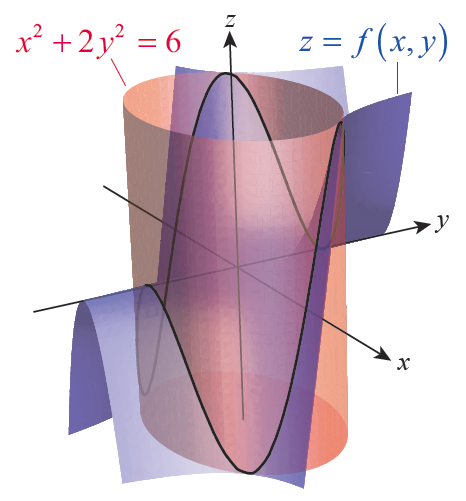 z
x² + 2y² = 6
z = f(x, y)
y
x